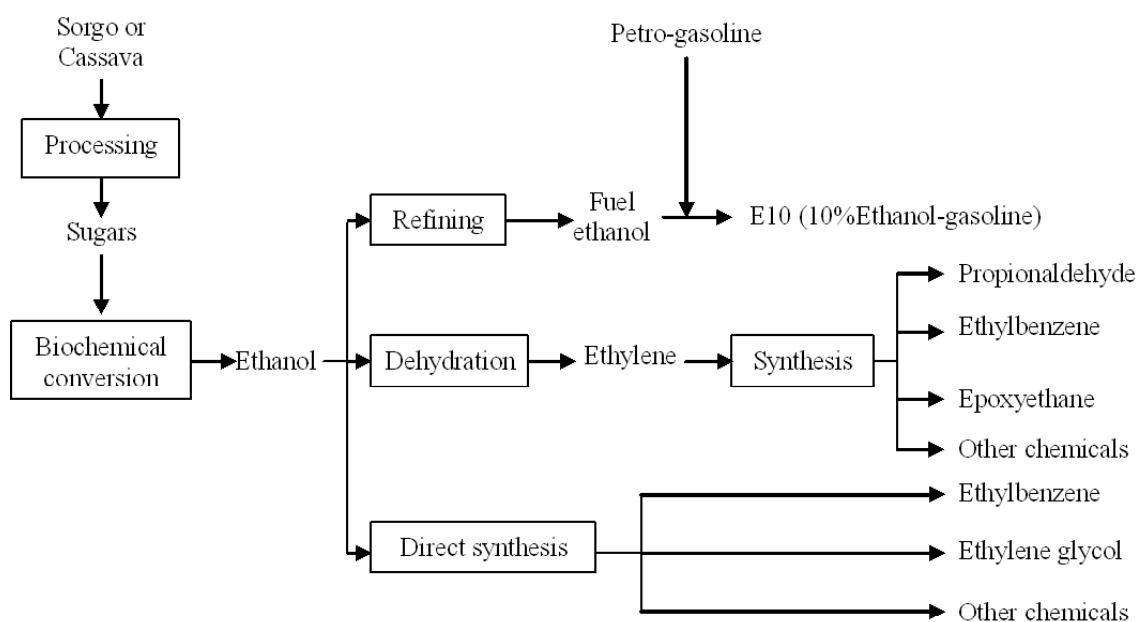 Sorgo or
Cassava
Petro-gasoline
Processing
Sugars
Refining
Fuel
ethanol
E10 (10%Ethanol-gasoline)
Propionaldehyde
Ethylbenzene
Biochemical
conversion
Ethanol
Dehydration
Ethylene
Synthesis
Epoxyethane
Other chemicals
Ethylbenzene
Direct synthesis
Ethylene glycol
Other chemicals